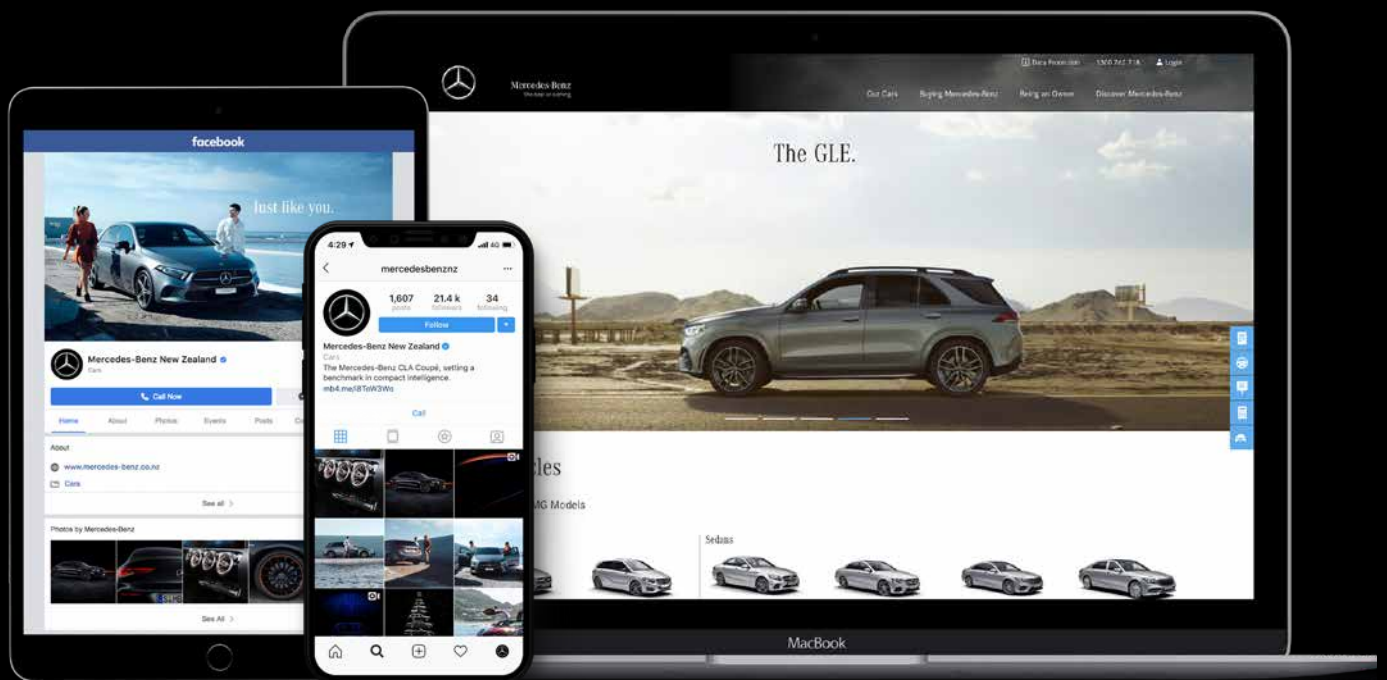 facebook
Just like you.
Mercedes-Benz New Zealand
Cars
Call Now
Home About Photos Events Posts
About
www.mercedes-benz.co.nz
Cars
See all >
Photos by Mercedes-Benz
See All >
4:29 4G
mercedesbenznz ...
1,607 21.4 k 34
posts followers following
Follow
Mercedes-Benz New Zealand
Cars
The Mercedes-Benz CLA Coupé, setting a
benchmark in compact intelligence.
Call
Login
Mercedes-Benz
Our Cars Buying Mercedes-Benz Being an Owner Discover Mercedes-Benz
The GLE.
cles
MG Models
Sedans
MacBook